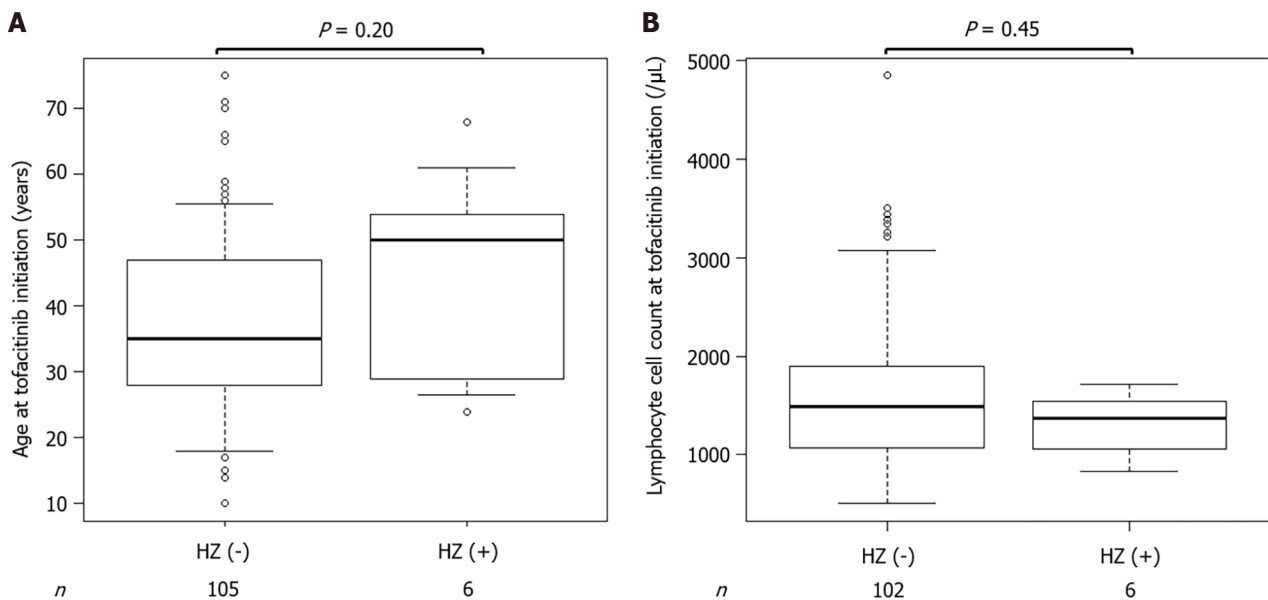 A
P = 0.20
Age at tofacitinib initiation (years)
70
60
50
40
30
20
10
HZ (-)
HZ (+)
n
105
6
B
P = 0.45
Lymphocyte cell count at tofacitinib initiation (/μL)
5000
4000
3000
2000
1000
HZ (-)
HZ (+)
n
102
6